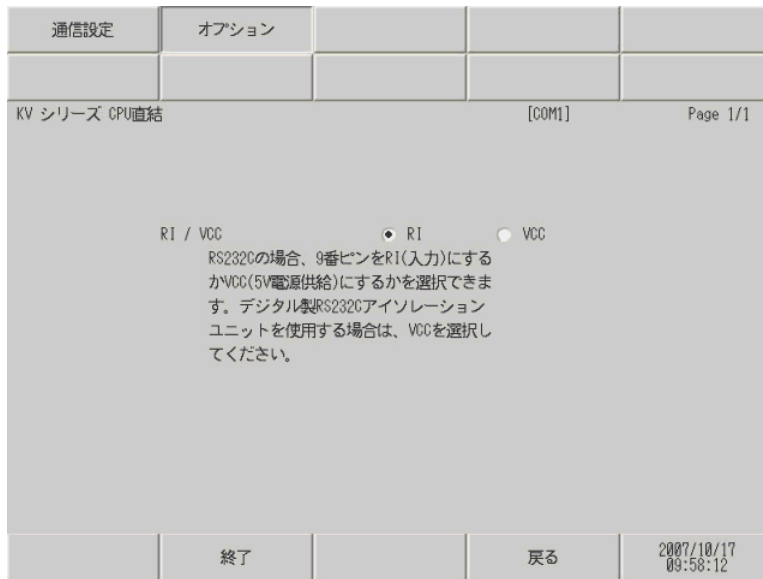 通信設定 オプション
KV シリーズ CPU直結 [COM1] Page 1/1
RI / VCC RI VCC
RS232Cの場合、9番ピンをRI(入力)にする
かVCC(5V電源供給)にするかを選択できま
す。デジタル製RS232Cアイソレーション
ユニットを使用する場合は、VCCを選択し
てください。
終了 戻る 2007/10/17
09:58:12